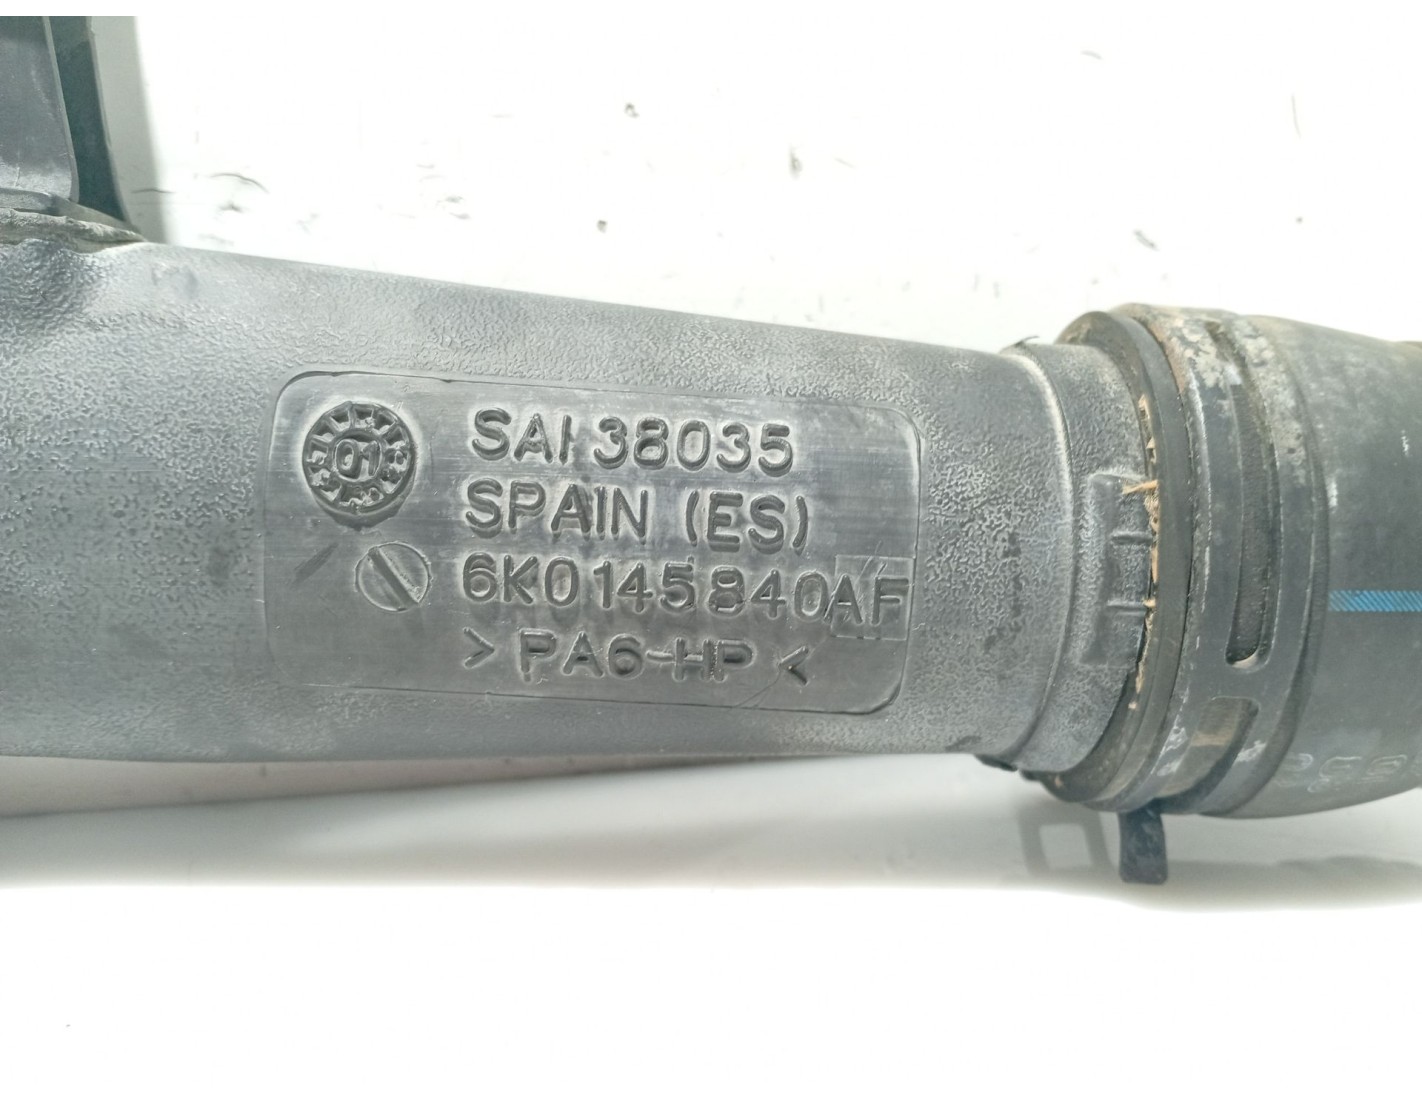 01
SAI 38035
SPAIN (ES)
6K0145840AF
> PA6-HP <